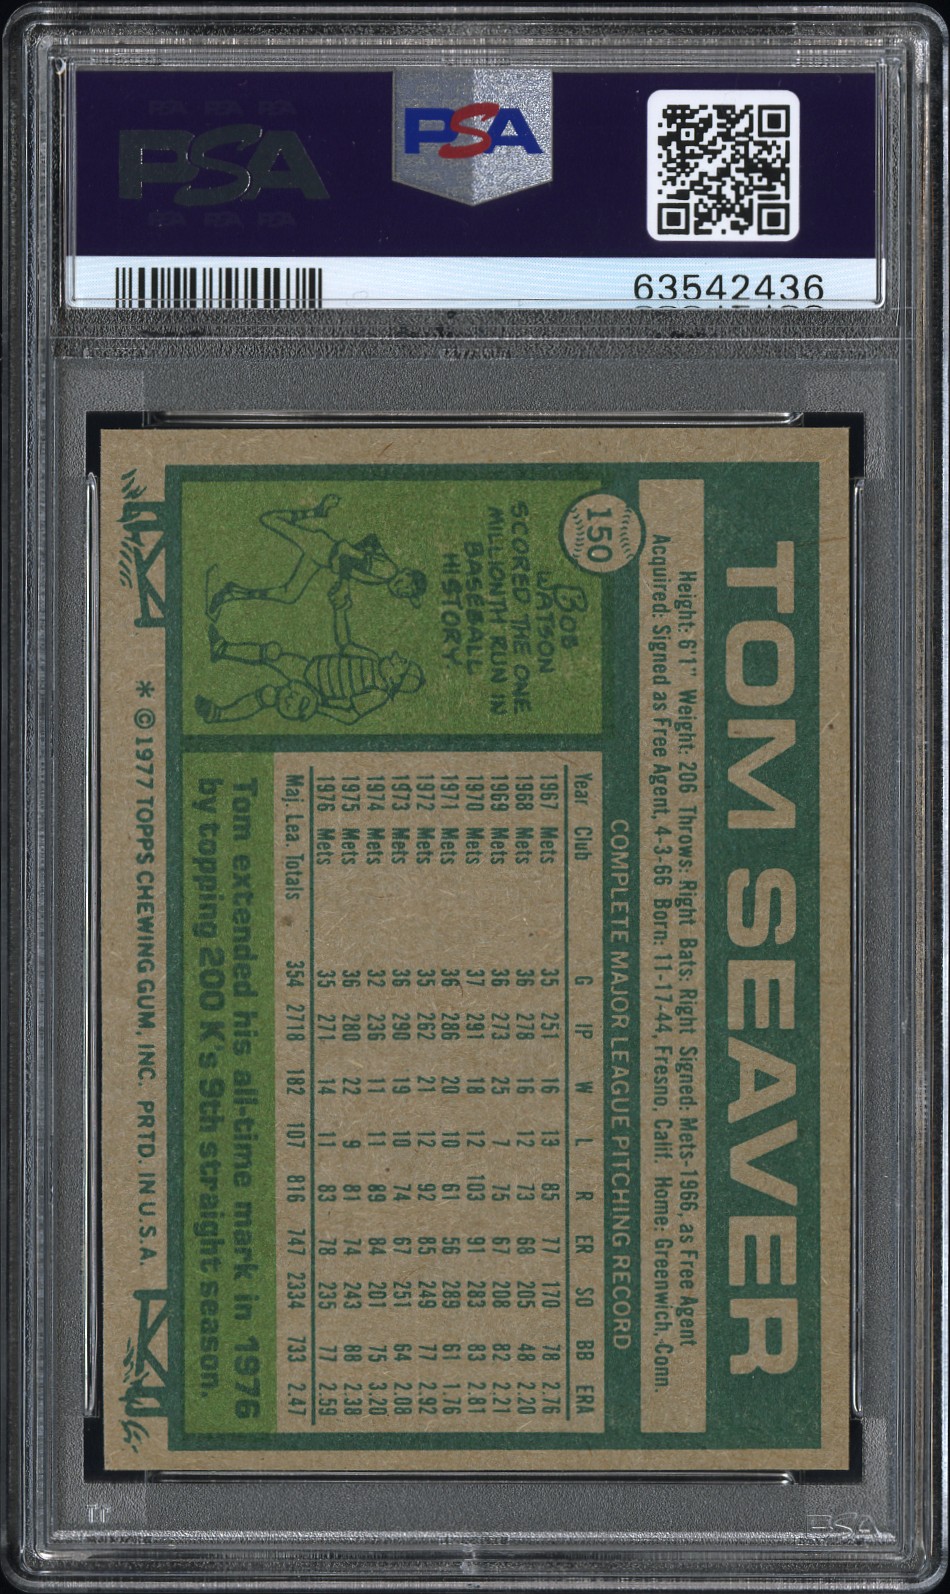 PSA
PSA
63542436
TOM SEAVER
Height: 6'1" Weight: 206 Throws: Right Bats: Right Signed: Mets-1966, as Free Agent
Acquired: Signed as Free Agent, 4-3-66 Born: 11-17-44, Fresno, Calif. Home: Greenwich, Conn.
150
Bob
WATSON
SCORED THE ONE
MILLIONTH RUN IN
BASEBALL
HISTORY
COMPLETE MAJOR LEAGUE PITCHING RECORD
Year Club G IP W L R ER SO BB ERA
1967 Mets 35 251 16 13 85 77 170 78 2.76
1968 Mets 36 278 16 12 73 68 205 48 2.20
1969 Mets 36 273 25 7 75 67 208 82 2.21
1970 Mets 37 291 18 12 103 91 283 83 2.81
1971 Mets 36 286 20 10 61 56 289 61 1.76
1972 Mets 35 262 21 12 92 85 249 77 2.92
1973 Mets 36 290 19 10 74 67 251 64 2.08
1974 Mets 32 236 11 11 89 84 201 75 3.20
1975 Mets 36 280 22 9 81 74 243 88 2.38
1976 Mets 35 271 14 11 83 78 235 77 2.59
Maj. Lea. Totals 354 2718 182 107 816 747 2334 733 2.47
Tom extended his all-time mark in 1976
by topping 200 K's 9th straight season.
* © 1977 TOPPS CHEWING GUM, INC. PRTD. IN U.S.A.
PSA